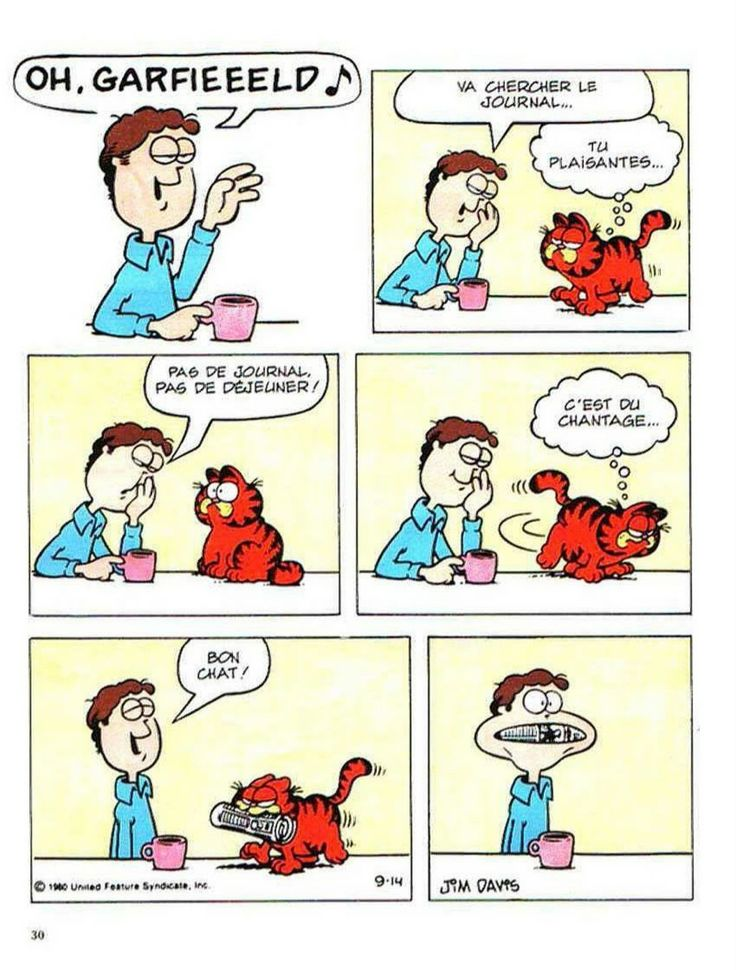 OH, GARFIEEEELD♪
VA CHERCHER LE
JOURNAL...
TU
PLAISANTES...
PAS DE JOURNAL,
PAS DE DÉJEUNER!
C'EST DU
CHANTAGE...
BON
CHAT!
© 1980 United Feature Syndicate, Inc.
9-14
JIM DAVIS
30